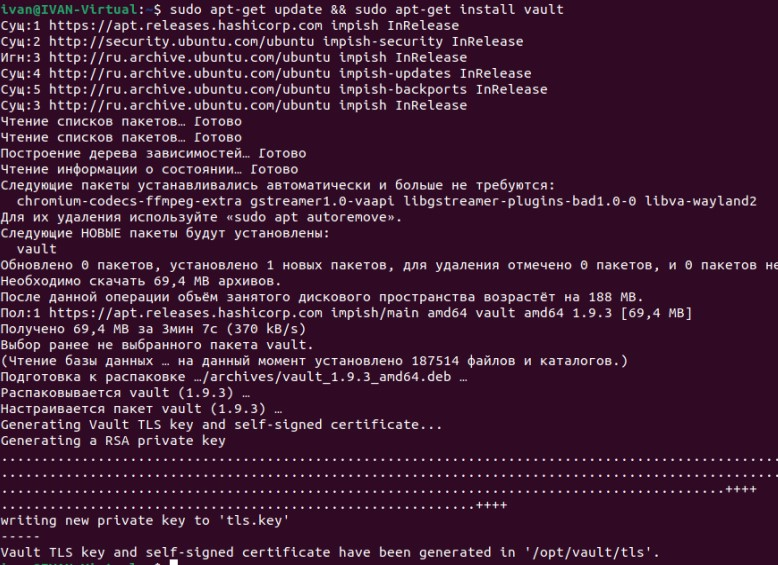 ivan@IVAN-Virtual:~$ sudo apt-get update && sudo apt-get install vault
Сущ:1 https://apt.releases.hashicorp.com impish InRelease
Сущ:2 http://security.ubuntu.com/ubuntu impish-security InRelease
Игн:3 http://ru.archive.ubuntu.com/ubuntu impish InRelease
Сущ:4 http://ru.archive.ubuntu.com/ubuntu impish-updates InRelease
Сущ:5 http://ru.archive.ubuntu.com/ubuntu impish-backports InRelease
Сущ:3 http://ru.archive.ubuntu.com/ubuntu impish InRelease
Чтение списков пакетов… Готово
Чтение списков пакетов… Готово
Построение дерева зависимостей… Готово
Чтение информации о состоянии… Готово
Следующие пакеты устанавливались автоматически и больше не требуются:
  chromium-codecs-ffmpeg-extra gstreamer1.0-vaapi libgstreamer-plugins-bad1.0-0 libva-wayland2
Для их удаления используйте «sudo apt autoremove».
Следующие НОВЫЕ пакеты будут установлены:
  vault
Обновлено 0 пакетов, установлено 1 новых пакетов, для удаления отмечено 0 пакетов, и 0 пакетов не
Необходимо скачать 69,4 MB архивов.
После данной операции объём занятого дискового пространства возрастёт на 188 MB.
Пол:1 https://apt.releases.hashicorp.com impish/main amd64 vault amd64 1.9.3 [69,4 MB]
Получено 69,4 MB за 3мин 7с (370 kB/s)
Выбор ранее не выбранного пакета vault.
(Чтение базы данных … на данный момент установлено 187514 файлов и каталогов.)
Подготовка к распаковке …/archives/vault_1.9.3_amd64.deb …
Распаковывается vault (1.9.3) …
Настраивается пакет vault (1.9.3) …
Generating Vault TLS key and self-signed certificate...
Generating a RSA private key
..................................................................................................
..................................................................................................
...........................................................................................++++
............................................................++++
writing new private key to 'tls.key'
-----
Vault TLS key and self-signed certificate have been generated in '/opt/vault/tls'.